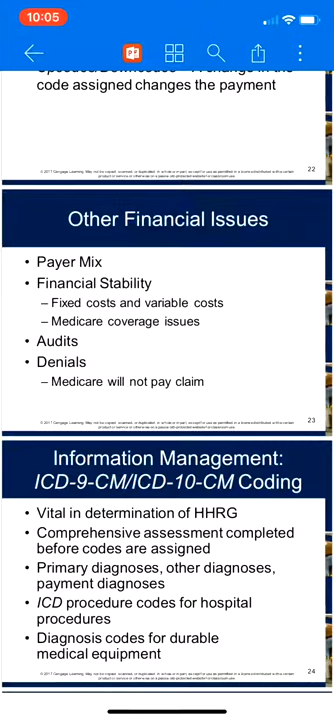 10:05
code assigned changes the payment
22
Other Financial Issues
• Payer Mix
• Financial Stability
– Fixed costs and variable costs
– Medicare coverage issues
• Audits
• Denials
– Medicare will not pay claim
23
Information Management:
ICD-9-CM/ICD-10-CM Coding
• Vital in determination of HHRG
• Comprehensive assessment completed
before codes are assigned
• Primary diagnoses, other diagnoses,
payment diagnoses
• ICD procedure codes for hospital
procedures
• Diagnosis codes for durable
medical equipment
24